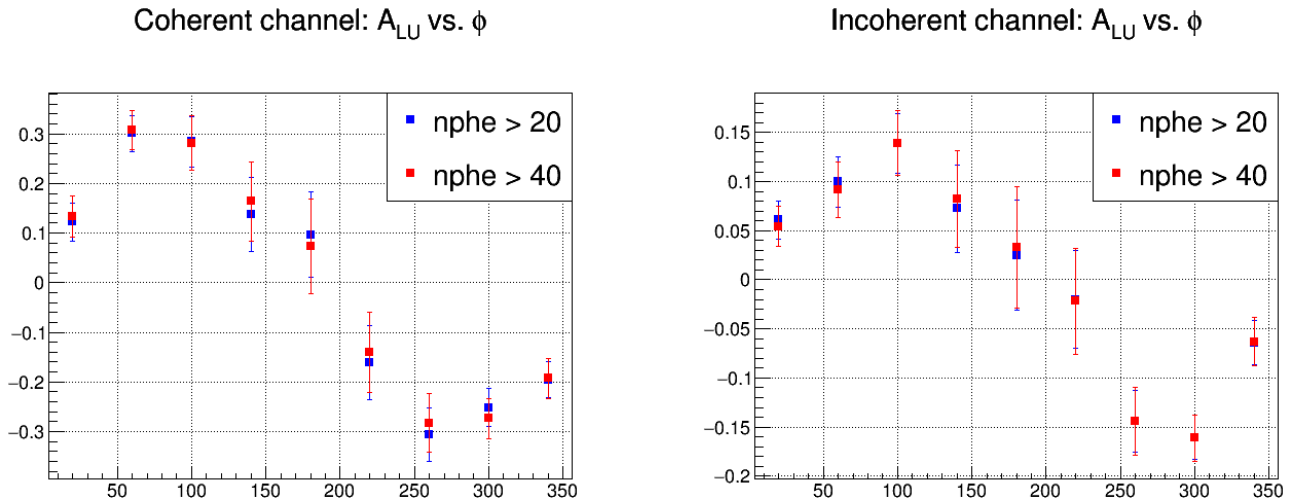 Coherent channel: A_LU vs. ϕ
0.3
0.2
0.1
0
−0.1
−0.2
−0.3
50 100 150 200 250 300 350
nphe > 20
nphe > 40
Incoherent channel: A_LU vs. ϕ
0.15
0.1
0.05
0
−0.05
−0.1
−0.15
−0.2
50 100 150 200 250 300 350
nphe > 20
nphe > 40